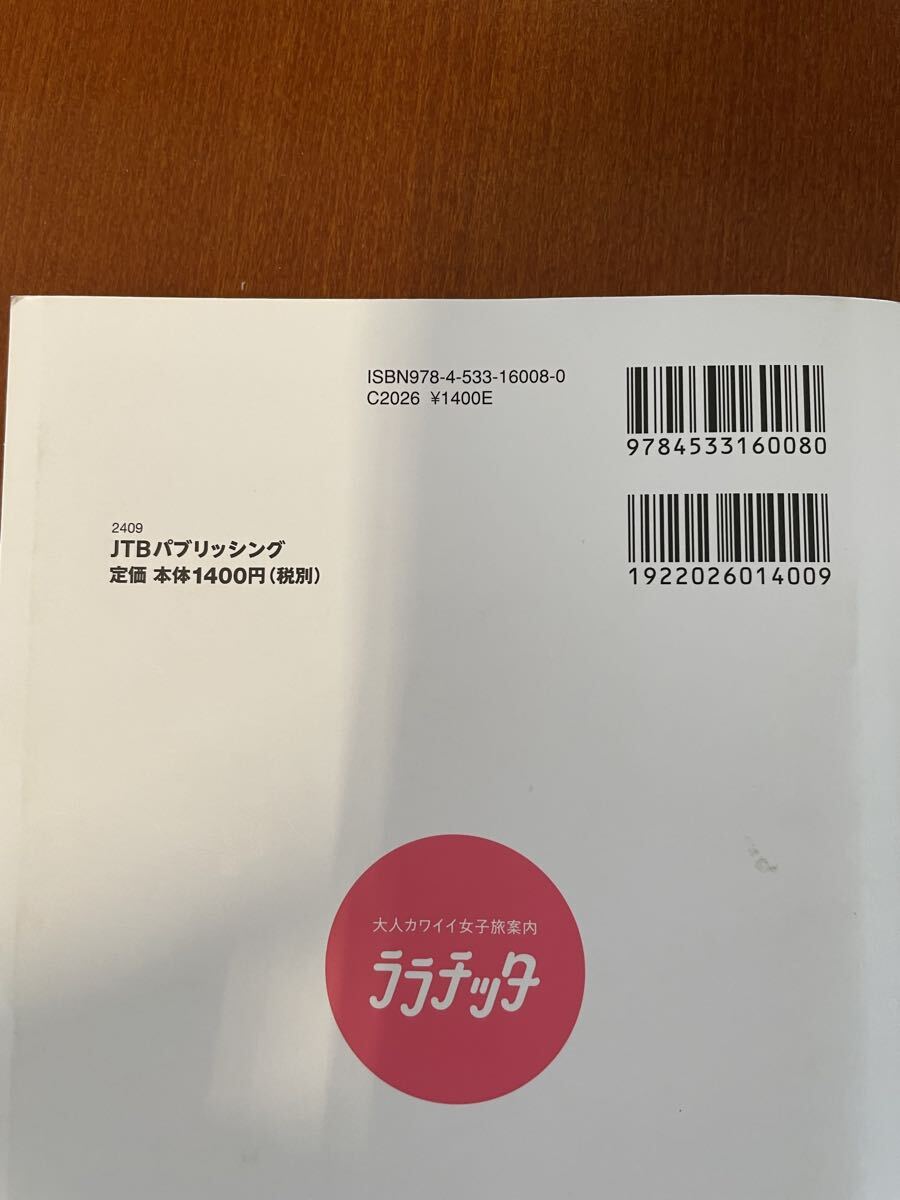 ISBN978-4-533-16008-0
C2026 ¥1400E
9784533160080
1922026014009
2409
JTBパブリッシング
定価 本体1400円(税別)
大人カワイイ女子旅案内
ララチッタ